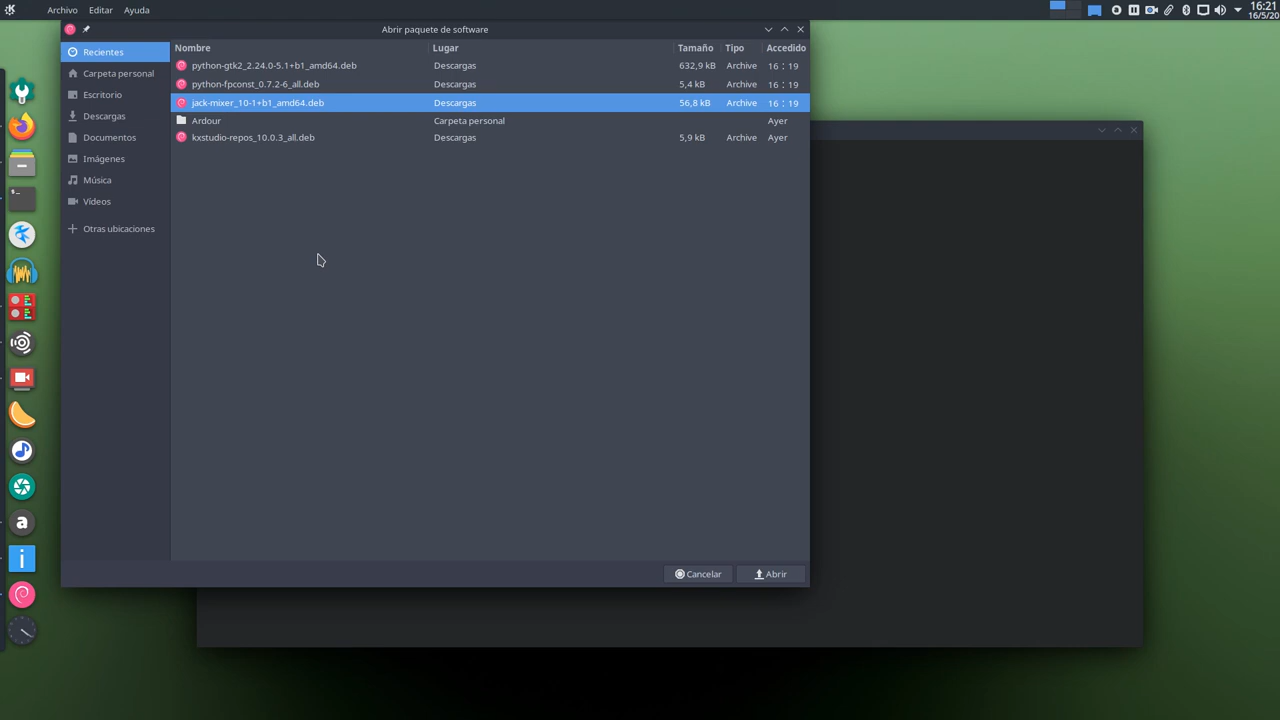 Archivo Editar Ayuda
16:21
16/5/20
Abrir paquete de software
Recientes
Carpeta personal
Escritorio
Descargas
Documentos
Imágenes
Música
Vídeos
Otras ubicaciones
Nombre Lugar Tamaño Tipo Accedido
python-gtk2_2.24.0-5.1+b1_amd64.deb Descargas 632,9 kB Archive 16:19
python-fpconst_0.7.2-6_all.deb Descargas 5,4 kB Archive 16:19
jack-mixer_10-1+b1_amd64.deb Descargas 56,8 kB Archive 16:19
Ardour Carpeta personal Ayer
kxstudio-repos_10.0.3_all.deb Descargas 5,9 kB Archive Ayer
Cancelar Abrir
a
i